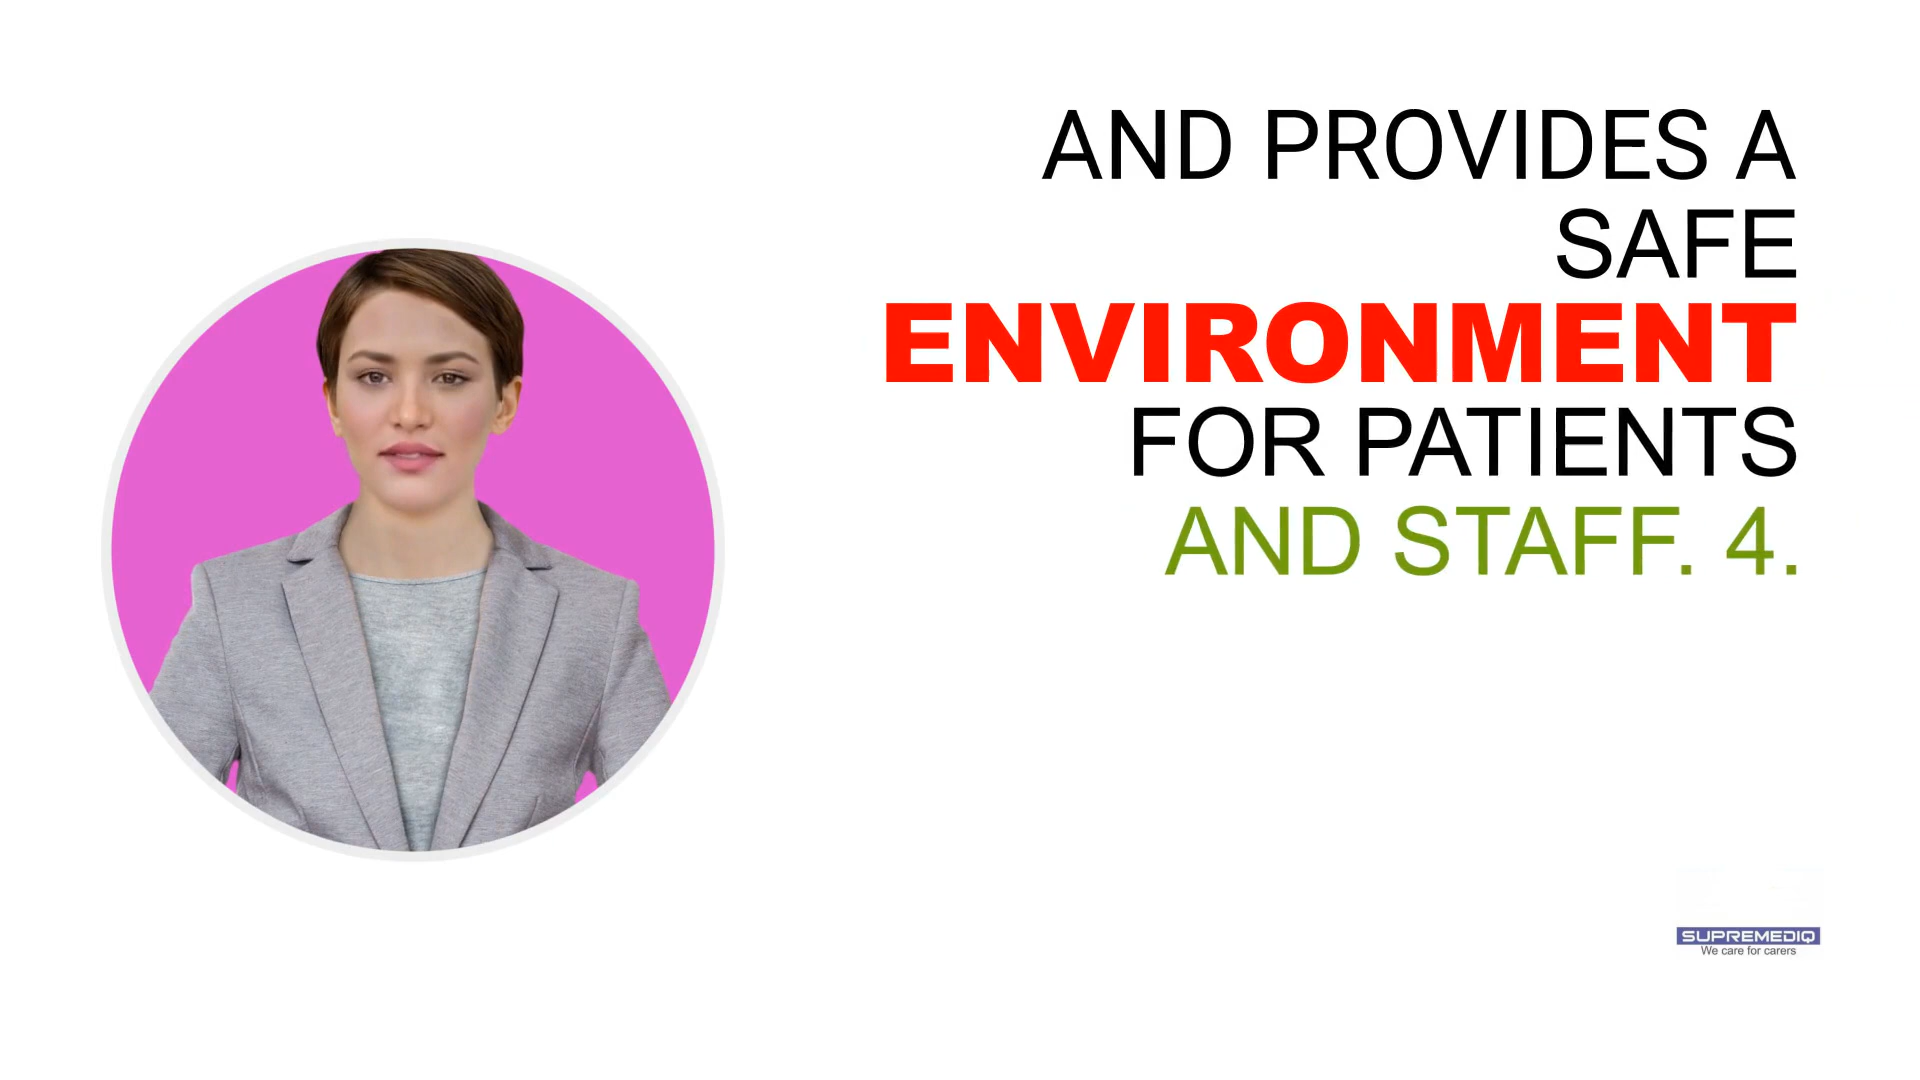 AND PROVIDES A
SAFE
ENVIRONMENT
FOR PATIENTS
AND STAFF. 4.
SUPREMEDIQ
We care for carers